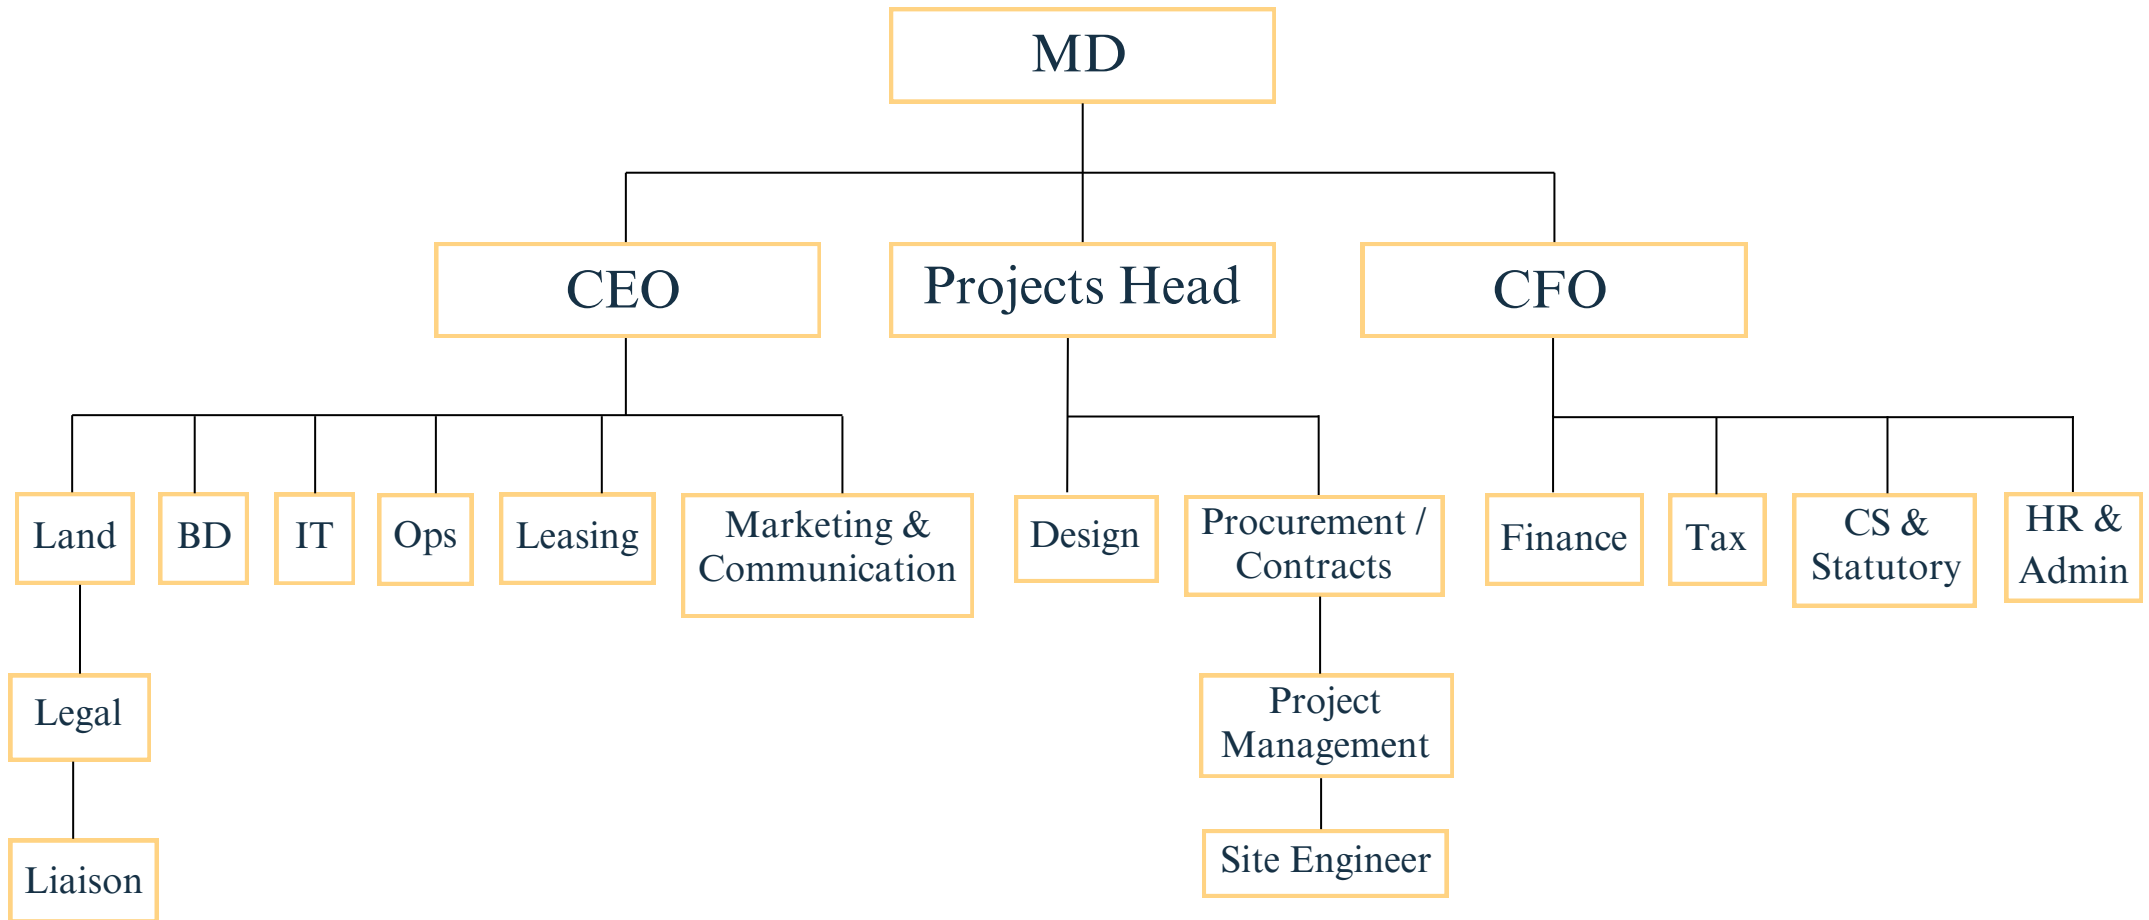 MD
CEO
Projects Head
CFO
Land
BD
IT
Ops
Leasing
Marketing &
Communication
Design
Procurement /
Contracts
Finance
Tax
CS &
Statutory
HR &
Admin
Legal
Project
Management
Liaison
Site Engineer